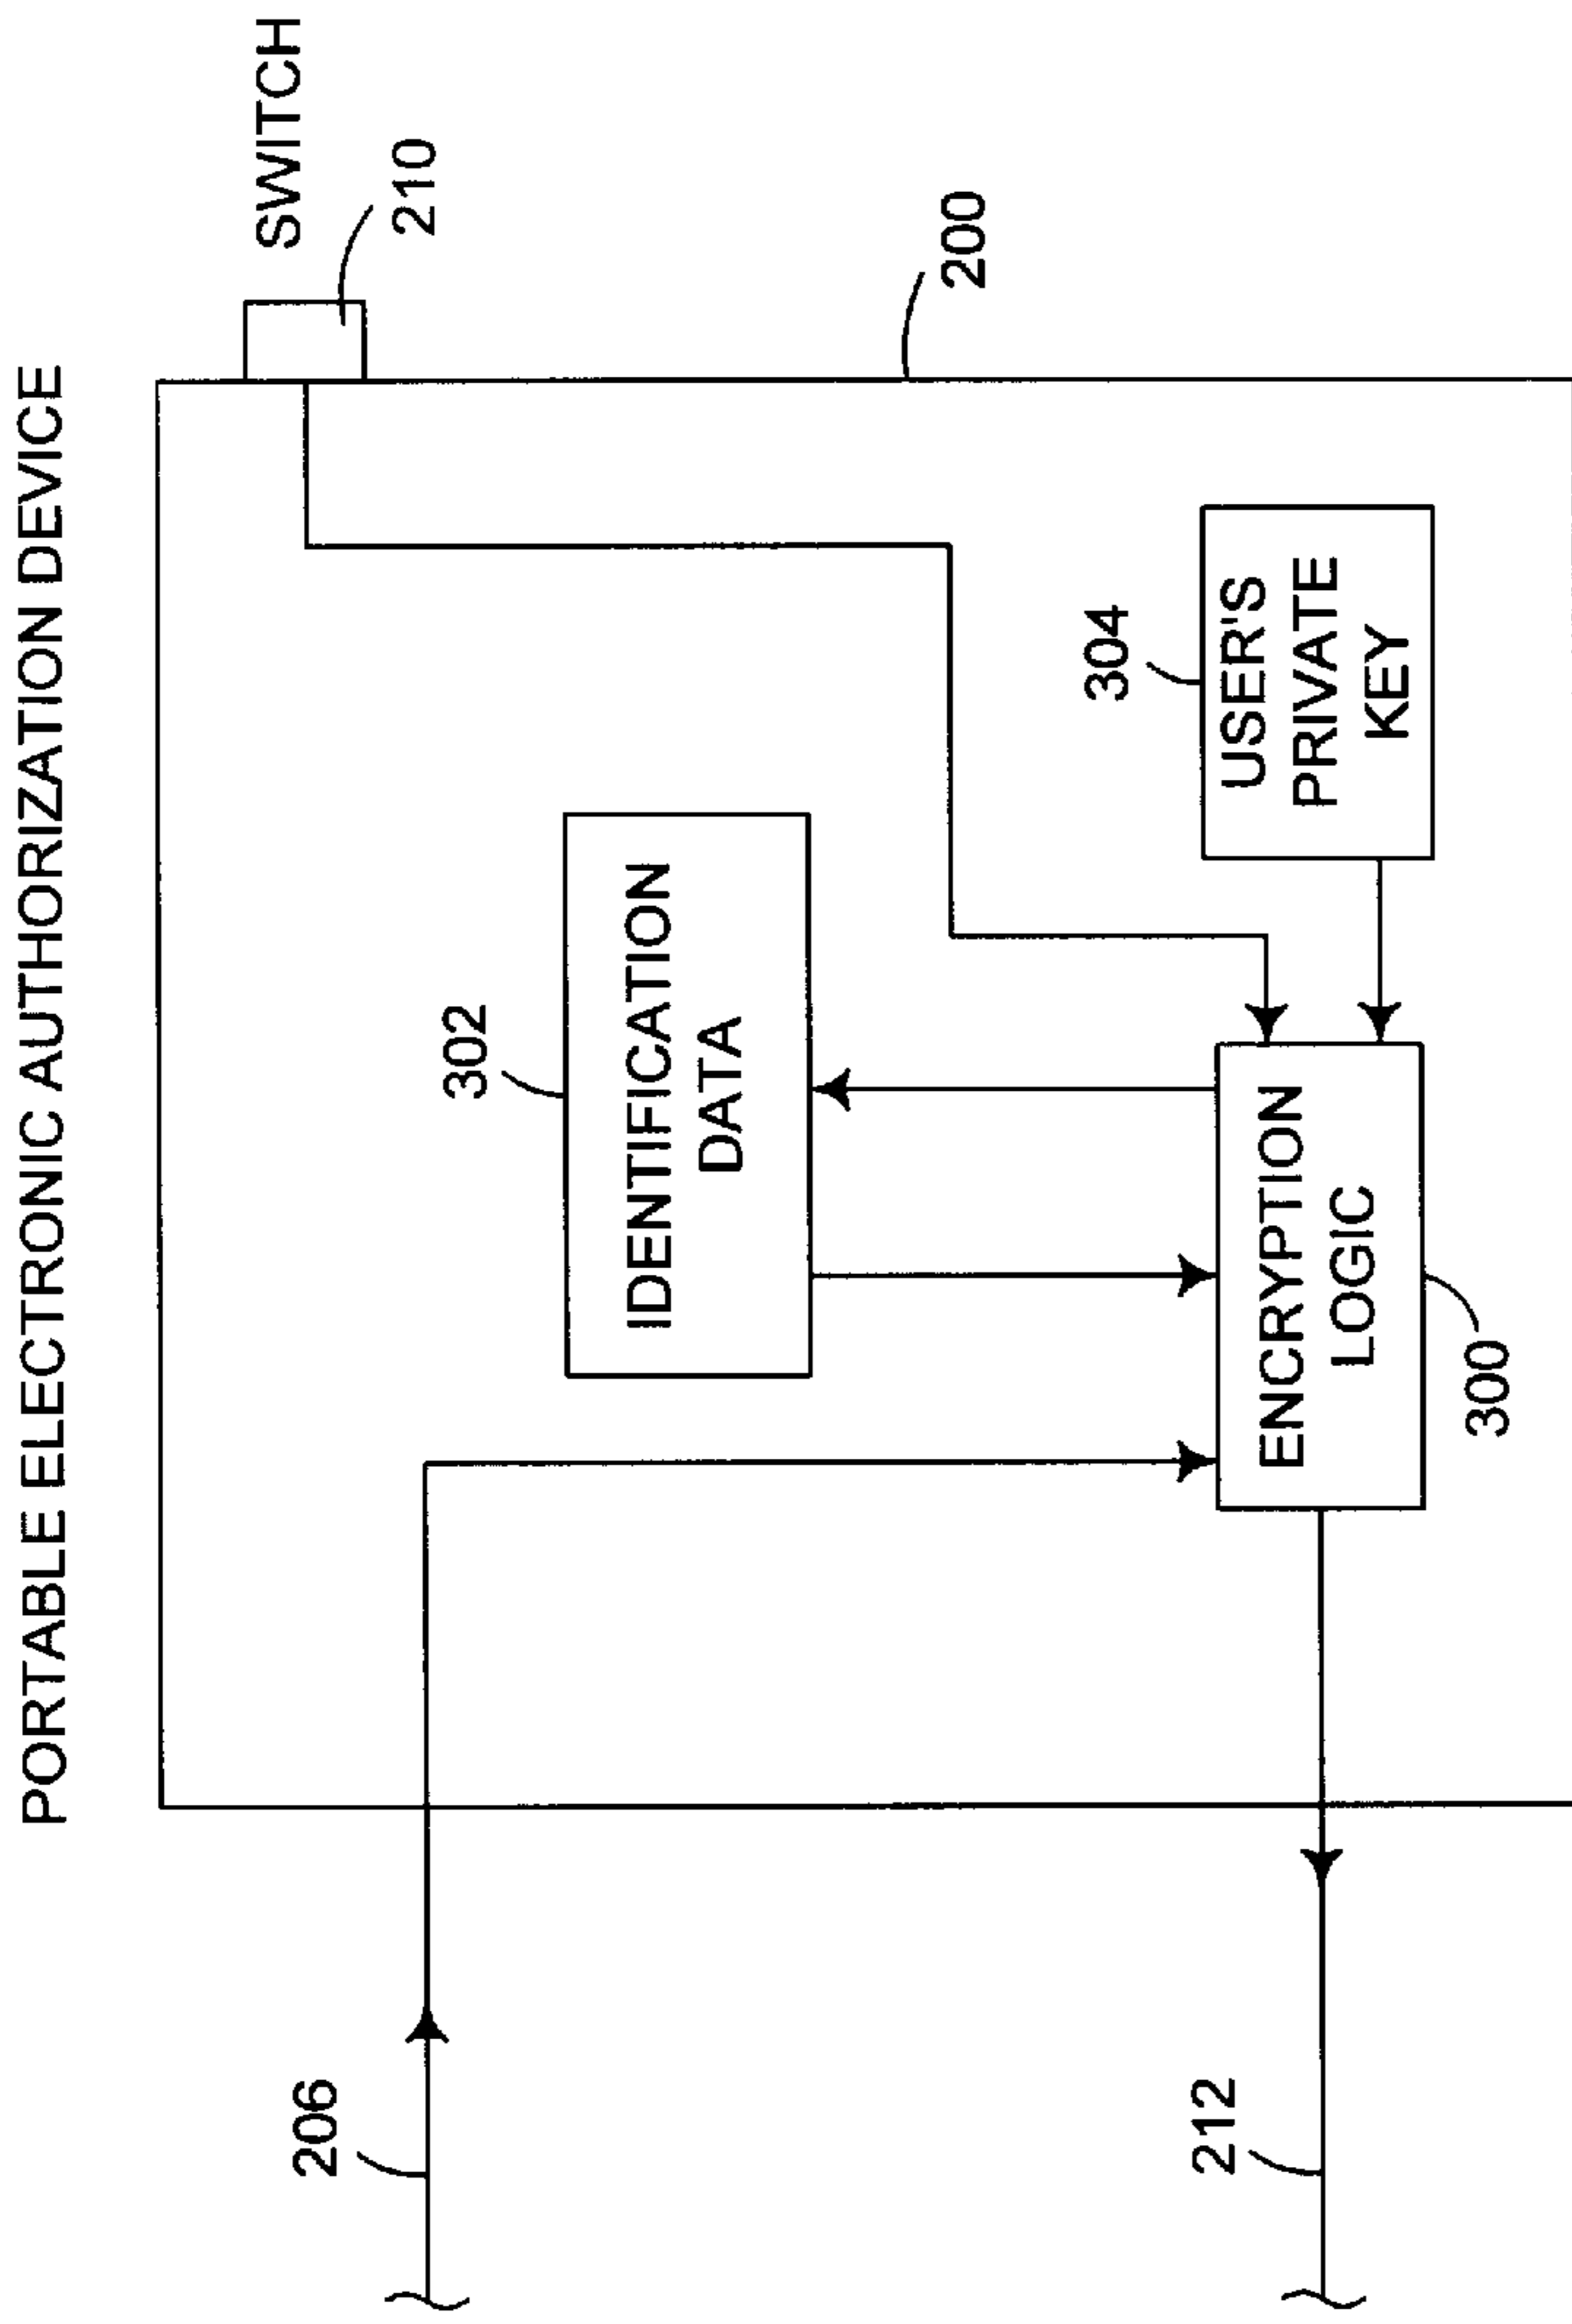 PORTABLE ELECTRONIC AUTHORIZATION DEVICE
SWITCH
210
206
302
IDENTIFICATION
DATA
200
304
212
USER'S
PRIVATE
KEY
ENCRYPTION
LOGIC
300